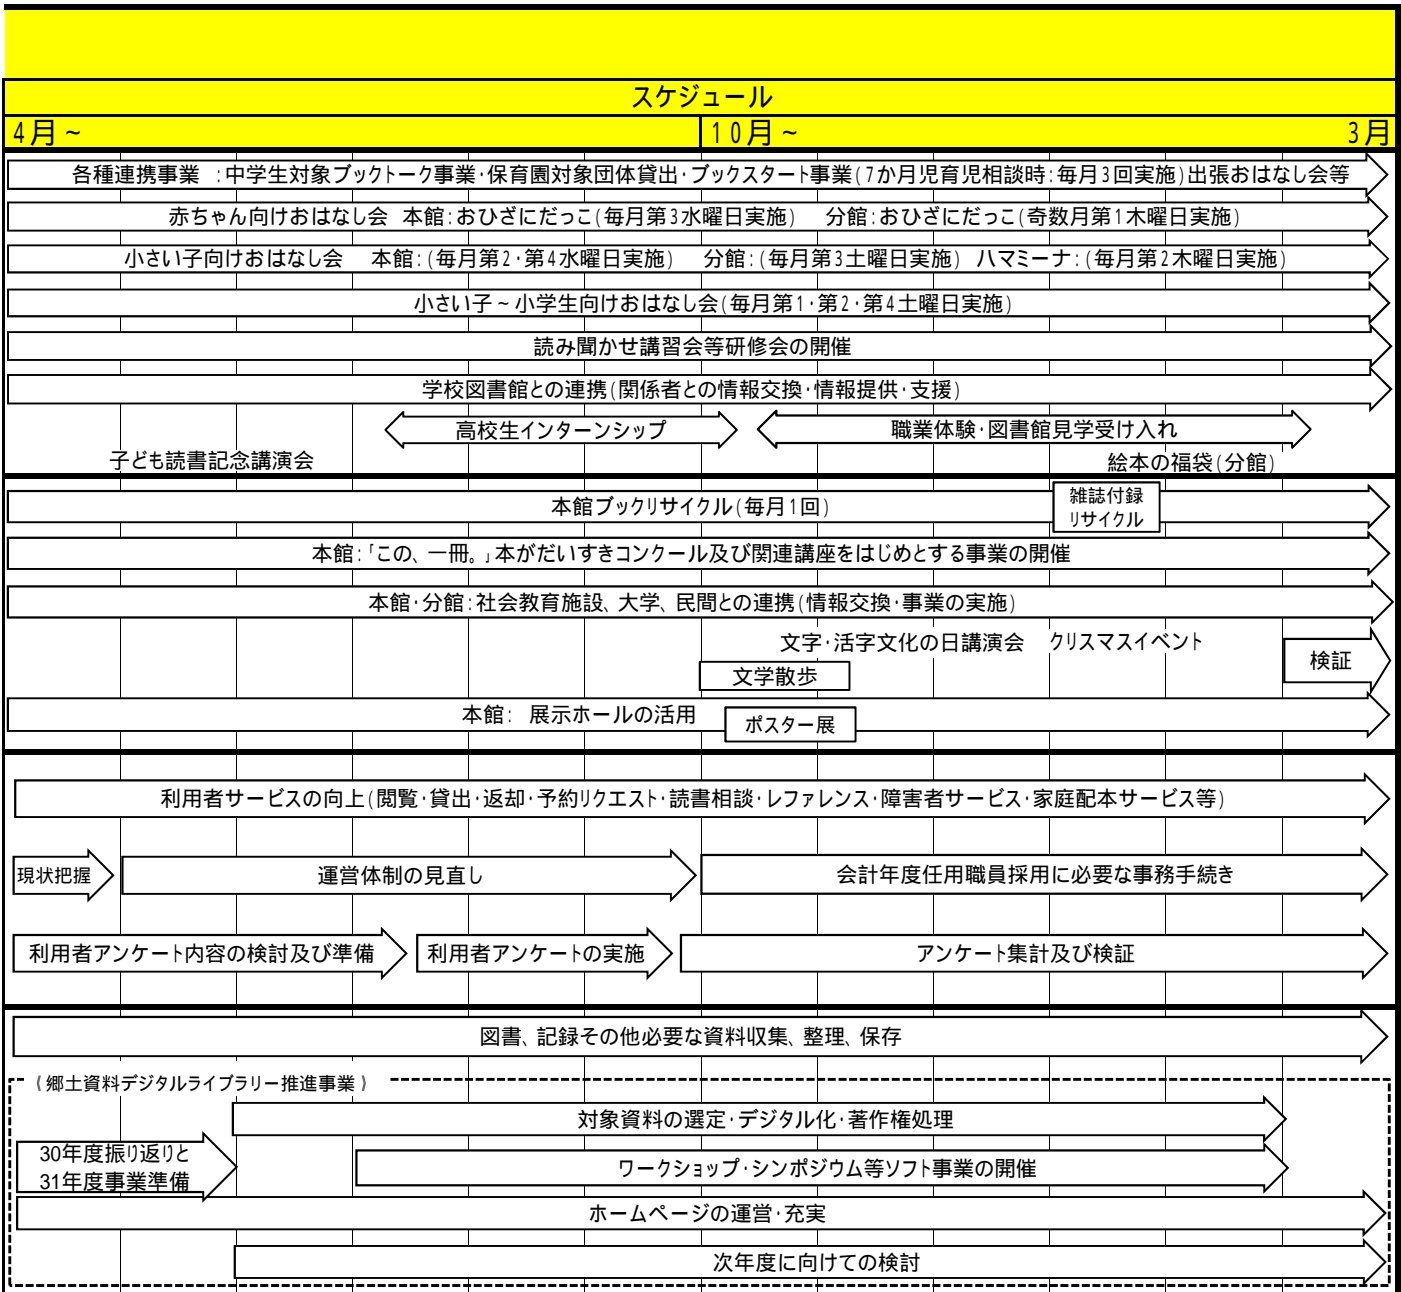 スケジュール
4月～
10月～
3月
各種連携事業 :中学生対象ブックトーク事業・保育園対象団体貸出・ブックスタート事業(7か月児育児相談時:毎月3回実施)出張おはなし会等
赤ちゃん向けおはなし会 本館:おひざにだっこ(毎月第3水曜日実施) 分館:おひざにだっこ(奇数月第1木曜日実施)
小さい子向けおはなし会 本館:(毎月第2・第4水曜日実施) 分館:(毎月第3土曜日実施) ハマミーナ:(毎月第2木曜日実施)
小さい子～小学生向けおはなし会(毎月第1・第2・第4土曜日実施)
読み聞かせ講習会等研修会の開催
学校図書館との連携(関係者との情報交換・情報提供・支援)
高校生インターンシップ
職業体験・図書館見学受け入れ
子ども読書記念講演会
絵本の福袋(分館)
本館ブックリサイクル(毎月1回)
雑誌付録
リサイクル
本館:「この、一冊。」本がだいすきコンクール及び関連講座をはじめとする事業の開催
本館・分館:社会教育施設、大学、民間との連携(情報交換・事業の実施)
文字・活字文化の日講演会
クリスマスイベント
検証
文学散歩
本館: 展示ホールの活用
ポスター展
利用者サービスの向上(閲覧・貸出・返却・予約リクエスト・読書相談・レファレンス・障害者サービス・家庭配本サービス等)
現状把握
運営体制の見直し
会計年度任用職員採用に必要な事務手続き
利用者アンケート内容の検討及び準備
利用者アンケートの実施
アンケート集計及び検証
図書、記録その他必要な資料収集、整理、保存
(郷土資料デジタルライブラリー推進事業)
対象資料の選定・デジタル化・著作権処理
30年度振り返りと
31年度事業準備
ワークショップ・シンポジウム等ソフト事業の開催
ホームページの運営・充実
次年度に向けての検討